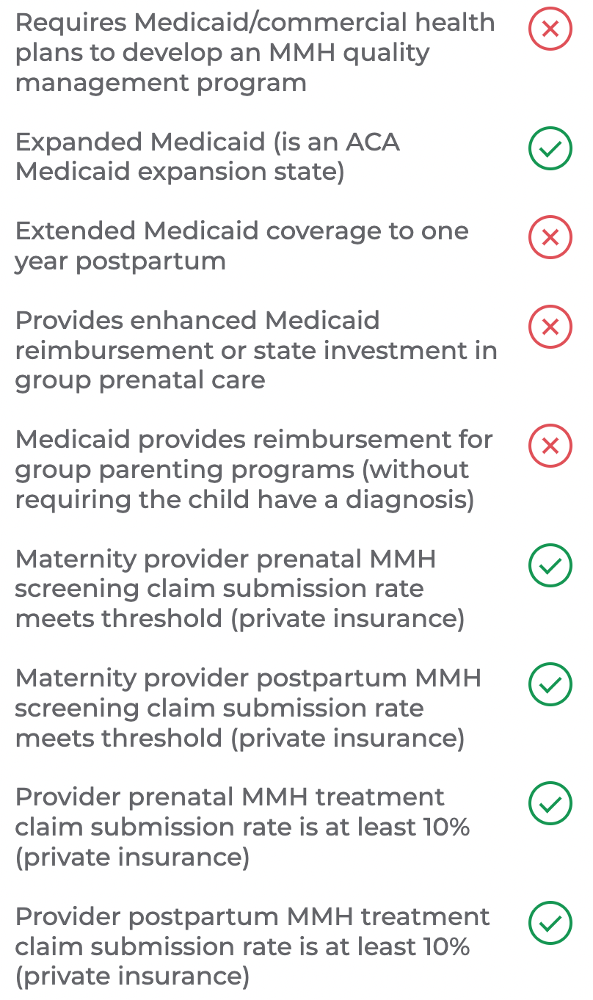 Requires Medicaid/commercial health
plans to develop an MMH quality
management program
Expanded Medicaid (is an ACA
Medicaid expansion state)
Extended Medicaid coverage to one
year postpartum
Provides enhanced Medicaid
reimbursement or state investment in
group prenatal care
Medicaid provides reimbursement for
group parenting programs (without
requiring the child have a diagnosis)
Maternity provider prenatal MMH
screening claim submission rate
meets threshold (private insurance)
Maternity provider postpartum MMH
screening claim submission rate
meets threshold (private insurance)
Provider prenatal MMH treatment
claim submission rate is at least 10%
(private insurance)
Provider postpartum MMH treatment
claim submission rate is at least 10%
(private insurance)